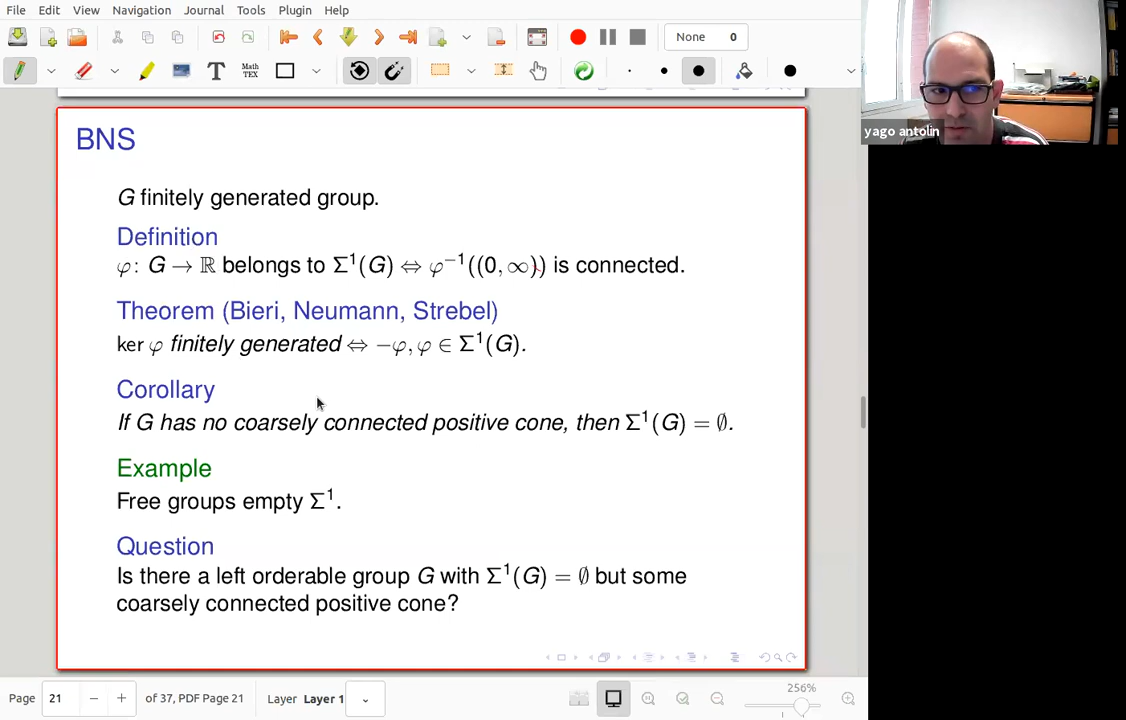 File Edit View Navigate Journal Tools Plugin Help
None 0
T Math TEX
yago antolin
BNS
G finitely generated group.
Definition
φ: G → ℝ belongs to Σ¹(G) ⇔ φ⁻¹((0, ∞)) is connected.
Theorem (Bieri, Neumann, Strebel)
ker φ finitely generated ⇔ −φ, φ ∈ Σ¹(G).
Corollary
If G has no coarsely connected positive cone, then Σ¹(G) = ∅.
Example
Free groups empty Σ¹.
Question
Is there a left orderable group G with Σ¹(G) = ∅ but some
coarsely connected positive cone?
Page 21 − + of 37, PDF Page 21 Layer Layer 1 256%